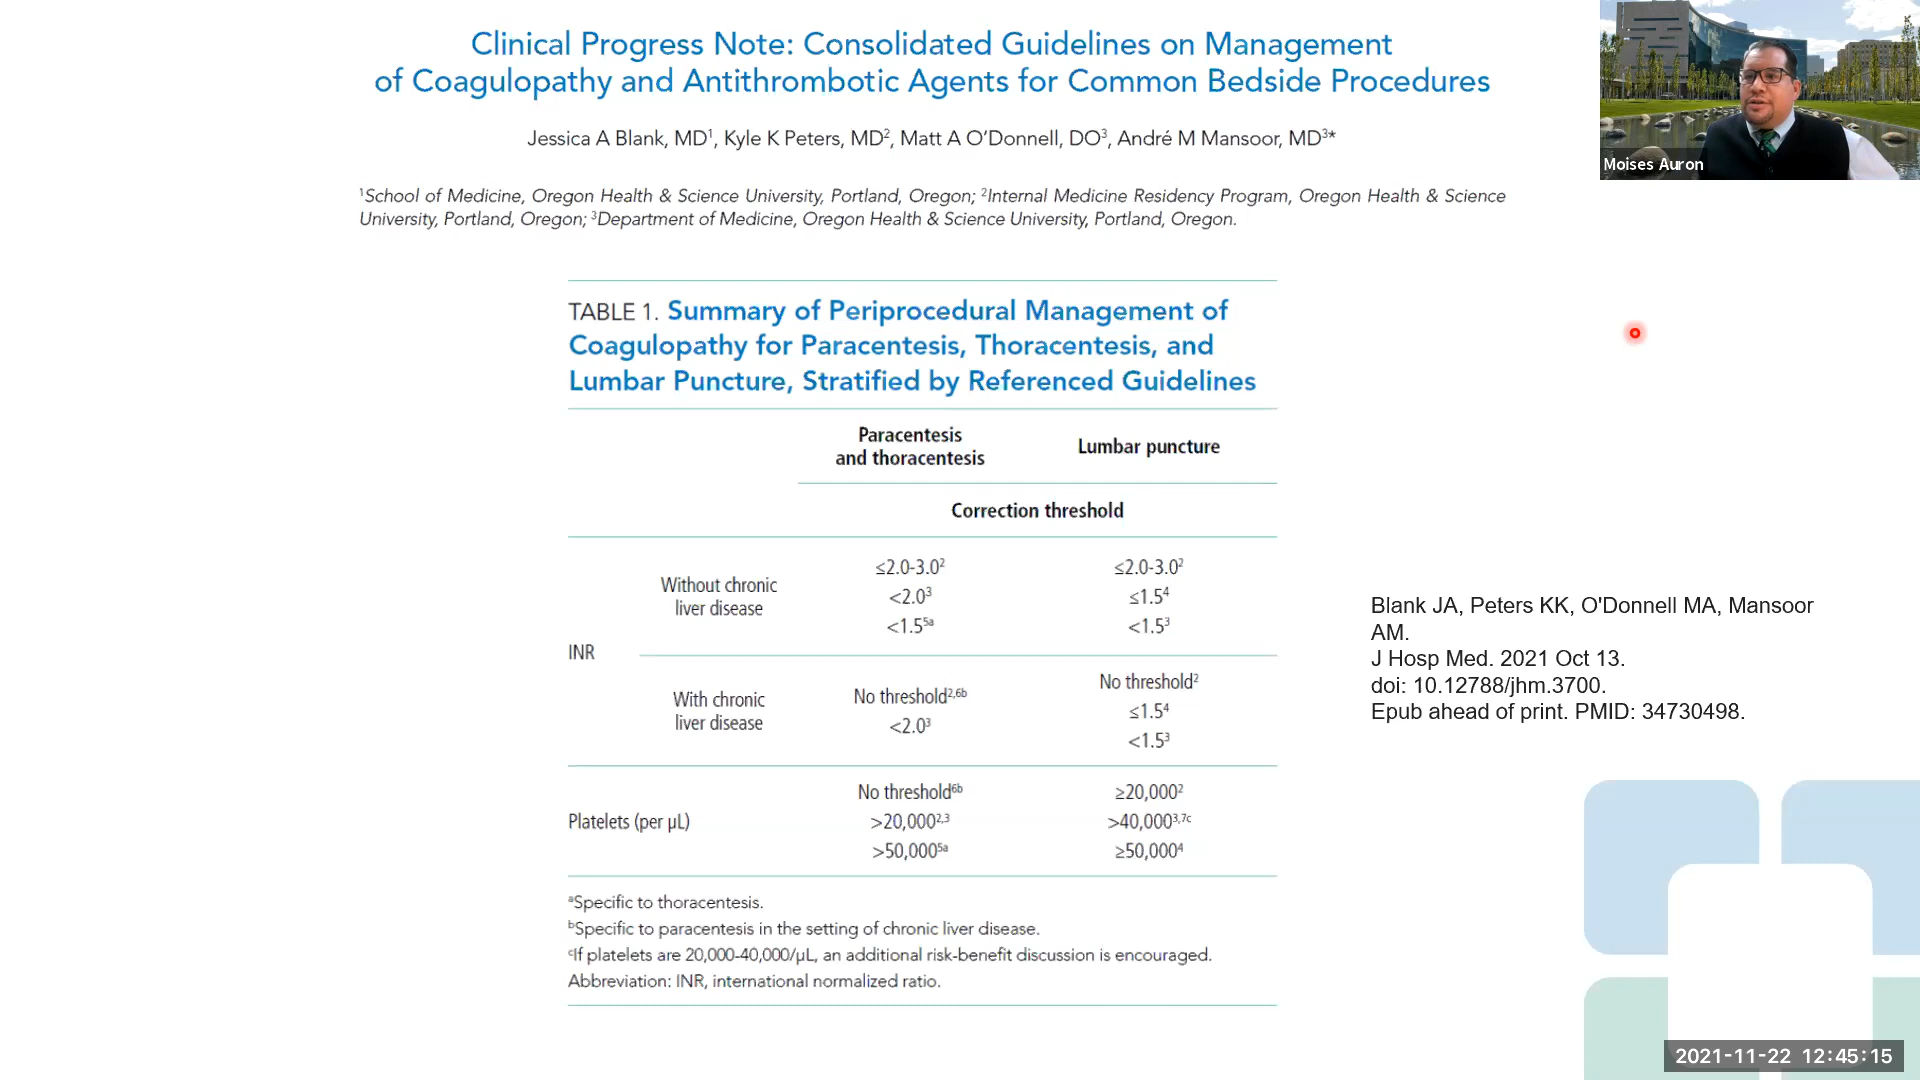 Clinical Progress Note: Consolidated Guidelines on Management
of Coagulopathy and Antithrombotic Agents for Common Bedside Procedures
Jessica A Blank, MD1, Kyle K Peters, MD2, Matt A O'Donnell, DO3, André M Mansoor, MD3*
1School of Medicine, Oregon Health & Science University, Portland, Oregon; 2Internal Medicine Residency Program, Oregon Health & Science
University, Portland, Oregon; 3Department of Medicine, Oregon Health & Science University, Portland, Oregon.
Moises Auron
TABLE 1. Summary of Periprocedural Management of
Coagulopathy for Paracentesis, Thoracentesis, and
Lumbar Puncture, Stratified by Referenced Guidelines
Paracentesis
and thoracentesis
Lumbar puncture
Correction threshold
INR
Without chronic
liver disease
≤2.0-3.02
<2.03
<1.55a
≤2.0-3.02
≤1.54
<1.53
With chronic
liver disease
No threshold2,6b
<2.03
No threshold2
≤1.54
<1.53
Platelets (per µL)
No threshold6b
>20,0002,3
>50,0005a
≥20,0002
>40,0003,7c
≥50,0004
aSpecific to thoracentesis.
bSpecific to paracentesis in the setting of chronic liver disease.
cIf platelets are 20,000-40,000/µL, an additional risk-benefit discussion is encouraged.
Abbreviation: INR, international normalized ratio.
Blank JA, Peters KK, O'Donnell MA, Mansoor
AM.
J Hosp Med. 2021 Oct 13.
doi: 10.12788/jhm.3700.
Epub ahead of print. PMID: 34730498.
2021-11-22 12:45:15